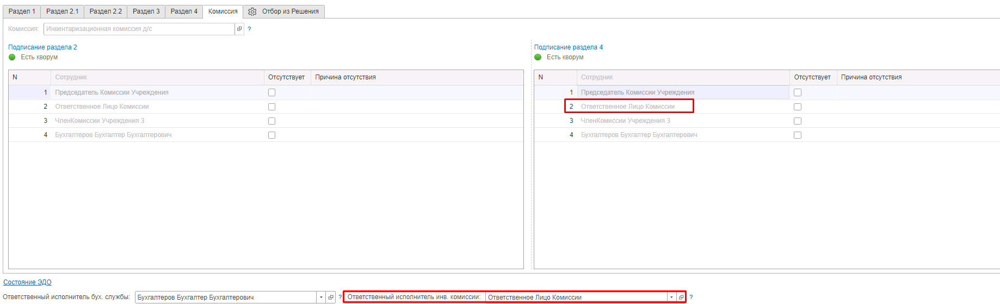 Раздел 1 Раздел 2.1 Раздел 2.2 Раздел 3 Раздел 4 Комиссия Отбор из Решения
Комиссия: Инвентаризационная комиссия д/с ?
Подписание раздела 2
Есть кворум
N Сотрудник Отсутствует Причина отсутствия
1 Председатель Комиссии Учреждения
2 Ответственное Лицо Комиссии
3 ЧленКомиссии Учреждения 3
4 Бухгалтеров Бухгалтер Бухгалтерович
Подписание раздела 4
Есть кворум
N Сотрудник Отсутствует Причина отсутствия
1 Председатель Комиссии Учреждения
2 Ответственное Лицо Комиссии
3 ЧленКомиссии Учреждения 3
4 Бухгалтеров Бухгалтер Бухгалтерович
Состояние ЭДО
Ответственный исполнитель бух. службы: Бухгалтеров Бухгалтер Бухгалтерович ? Ответственный исполнитель инв. комиссии: Ответственное Лицо Комиссии ?